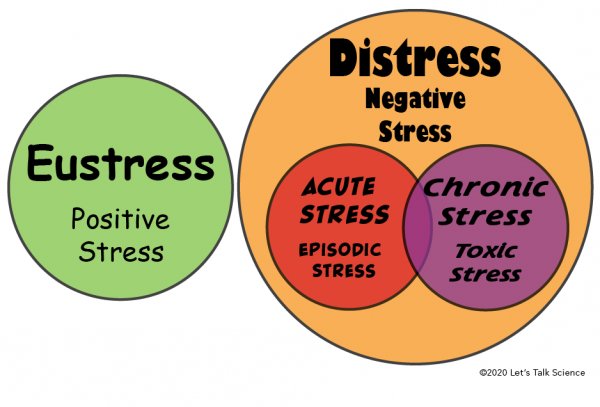 Eustress
Positive
Stress
Distress
Negative
Stress
ACUTE
STRESS
EPISODIC
STRESS
Chronic
Stress
Toxic
Stress
©2020 Let's Talk Science